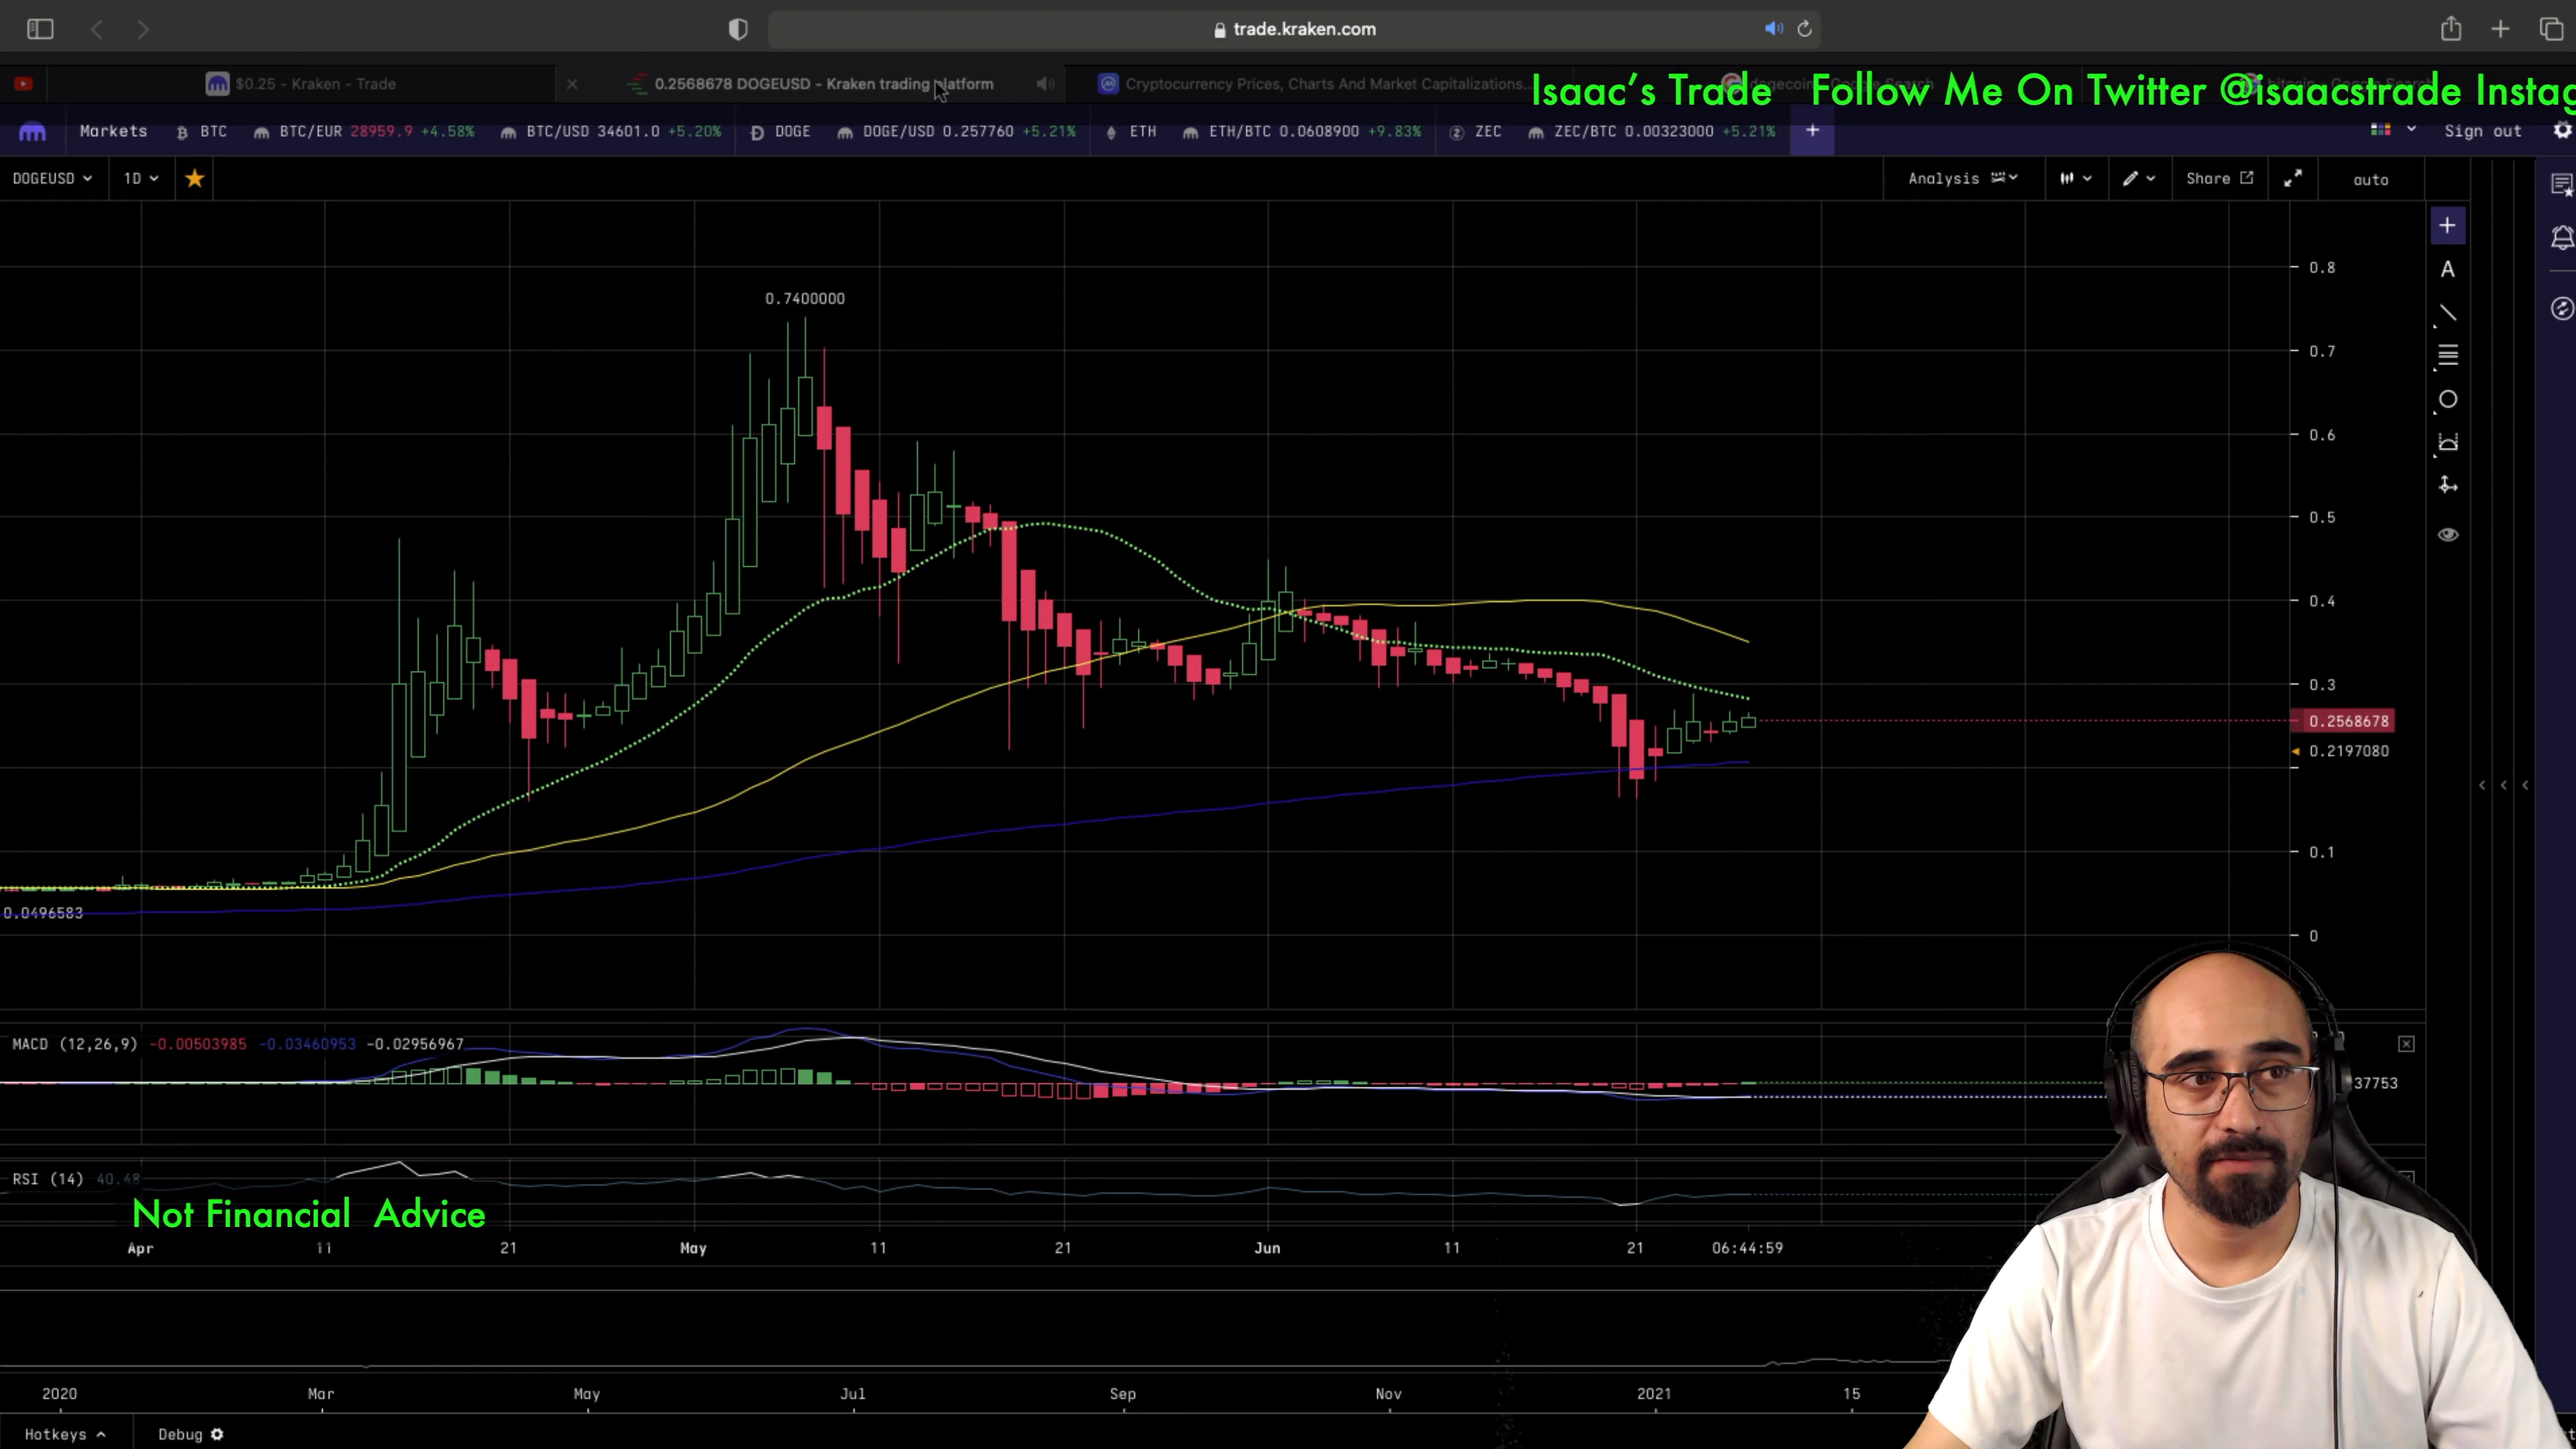 trade.kraken.com
$0.25 - Kraken - Trade
0.2568678 DOGEUSD - Kraken trading platform
Cryptocurrency Prices, Charts And Market Capitalizations...
Isaac's Trade Follow Me On Twitter @isaacstrade Instag
Markets BTC BTC/EUR 28959.9 +4.58% BTC/USD 34601.0 +5.20% DOGE DOGE/USD 0.257760 +5.21% ETH ETH/BTC 0.0608900 +9.83% ZEC ZEC/BTC 0.00323000 +5.21% + Sign out
DOGEUSD 1D Analysis Share auto
0.8
A
0.7400000
0.7
0.6
0.5
0.4
0.3
0.2568678
0.2197080
0.1
0.0496583
0
MACD (12,26,9) -0.00503985 -0.03460953 -0.02956967
37753
RSI (14) 40.48
Not Financial Advice
Apr 11 21 May 11 21 Jun 11 21 06:44:59
2020 Mar May Jul Sep Nov 2021 15
Hotkeys Debug